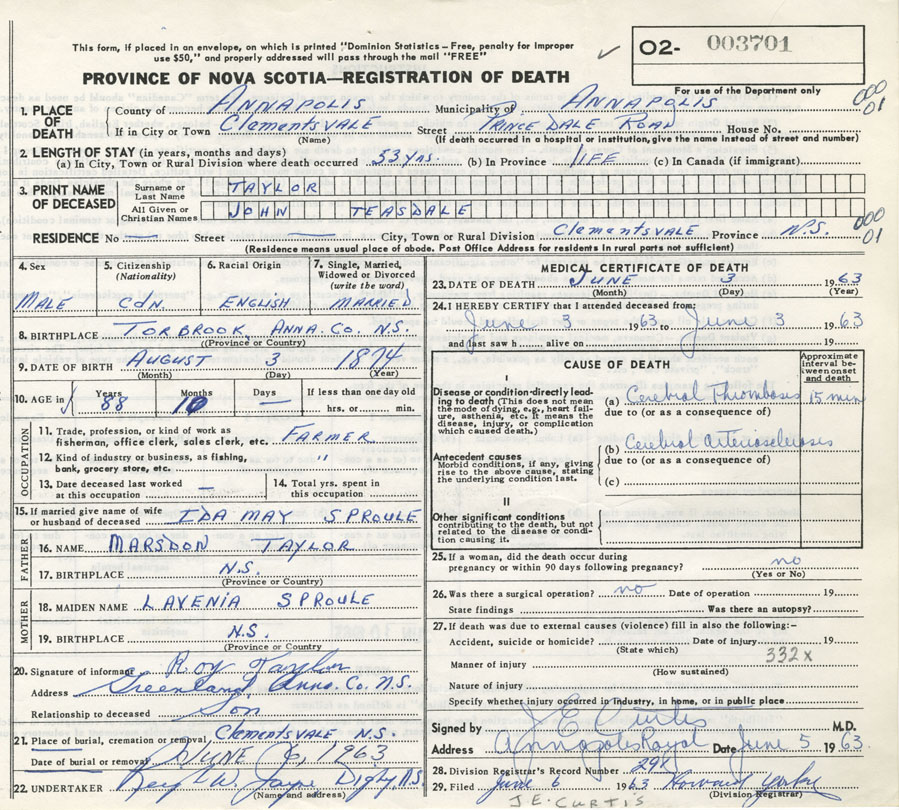 This form, if placed in an envelope, on which is printed "Dominion Statistics – Free, penalty for improper
use $50," and properly addressed will pass through the mail "FREE"
PROVINCE OF NOVA SCOTIA—REGISTRATION OF DEATH
02- 003701
For use of the Department only
1. PLACE OF DEATH
County of ANNAPOLIS Municipality of ANNAPOLIS
000
01
If in City or Town CLEMENTSVALE Street PRINCE DALE ROAD House No.
(Name) (If death occurred in a hospital or institution, give the name instead of street and number)
2. LENGTH OF STAY (in years, months and days)
(a) In City, Town or Rural Division where death occurred 53 yrs. (b) In Province LIFE (c) In Canada (if immigrant)
3. PRINT NAME OF DECEASED
Surname or Last Name TAYLOR
All Given or Christian Names JOHN TEASDALE
RESIDENCE No Street City, Town or Rural Division CLEMENTSVALE Province N.S.
000
01
(Residence means usual place of abode. Post Office Address for residents in rural parts not sufficient)
4. Sex
MALE
5. Citizenship
(Nationality)
CDN.
6. Racial Origin
ENGLISH
7. Single, Married,
Widowed or Divorced
(write the word)
MARRIED
8. BIRTHPLACE TORBROOK, ANNA. CO. N.S.
(Province or County)
9. DATE OF BIRTH AUGUST 3 1874
(Month) (Day) (Year)
10. AGE in Years Months Days If less than one day old
88 10 — hrs. or min.
OCCUPATION
11. Trade, profession, or kind of work as
fisherman, office clerk, sales clerk, etc. FARMER
12. Kind of industry or business, as fishing,
bank, grocery store, etc. "
13. Date deceased last worked
at this occupation —
14. Total yrs. spent in
this occupation
15. If married give name of wife
or husband of deceased IDA MAY SPROULE
FATHER
16. NAME MARSDON TAYLOR
17. BIRTHPLACE N.S.
(Province or Country)
MOTHER
18. MAIDEN NAME LAVENIA SPROULE
19. BIRTHPLACE N.S.
(Province or Country)
20. Signature of informant Roy Taylor
Address Greenland, Anna. Co. N.S.
Relationship to deceased Son
21. Place of burial, cremation or removal CLEMENTSVALE N.S.
Date of burial or removal JUNE 6, 1963
22. UNDERTAKER W. Jayne, Digby, N.S.
(Name and address)
MEDICAL CERTIFICATE OF DEATH
23. DATE OF DEATH JUNE 3 1963
(Month) (Day) (Year)
24. I HEREBY CERTIFY that I attended deceased from:
June 3 1963 to June 3 1963
and last saw h alive on 19
CAUSE OF DEATH
Approximate
interval be-
tween onset
and death
I
Disease or condition directly lead-
ing to death (This does not mean
the mode of dying, e.g., heart fail-
ure, asthenia, etc. It means the
disease, injury, or complication
which caused death.)
(a) Cerebral Thrombosis 15 min
due to (or as a consequence of)
Antecedent causes
Morbid conditions, if any, giving
rise to the above cause, stating
the underlying condition last.
(b) Cerebral arteriosclerosis
due to (or as a consequence of)
(c)
II
Other significant conditions
contributing to the death, but not
related to the disease or condi-
tion causing it.
25. If a woman, did the death occur during
pregnancy or within 90 days following pregnancy? no
(Yes or No)
26. Was there a surgical operation? no Date of operation 19
State findings Was there an autopsy?
27. If death was due to external causes (violence) fill in also the following:–
Accident, suicide or homicide? Date of injury 19
(State which)
332X
Manner of injury
(How sustained)
Nature of injury
Specify whether injury occurred in Industry, in home, or in public place
Signed by J E Curtis M.D.
Address Annapolis Royal Date June 5 1963
28. Division Registrar's Record Number 291
29. Filed June 6 1963 Howard
(Division Registrar)
J.E. CURTIS